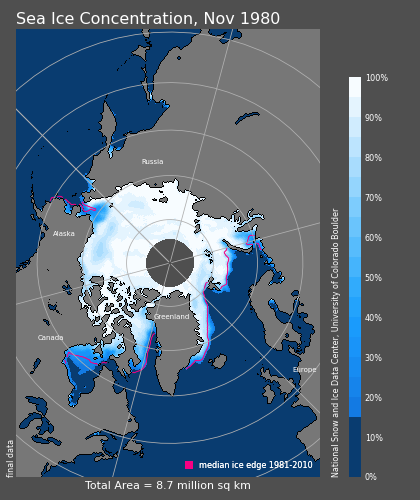 Sea Ice Concentration, Nov 1980
Russia
Alaska
Greenland
Canada
Europe
median ice edge 1981-2010
final data
Total Area = 8.7 million sq km
National Snow and Ice Data Center, University of Colorado Boulder
100%
90%
80%
70%
60%
50%
40%
30%
20%
10%
0%